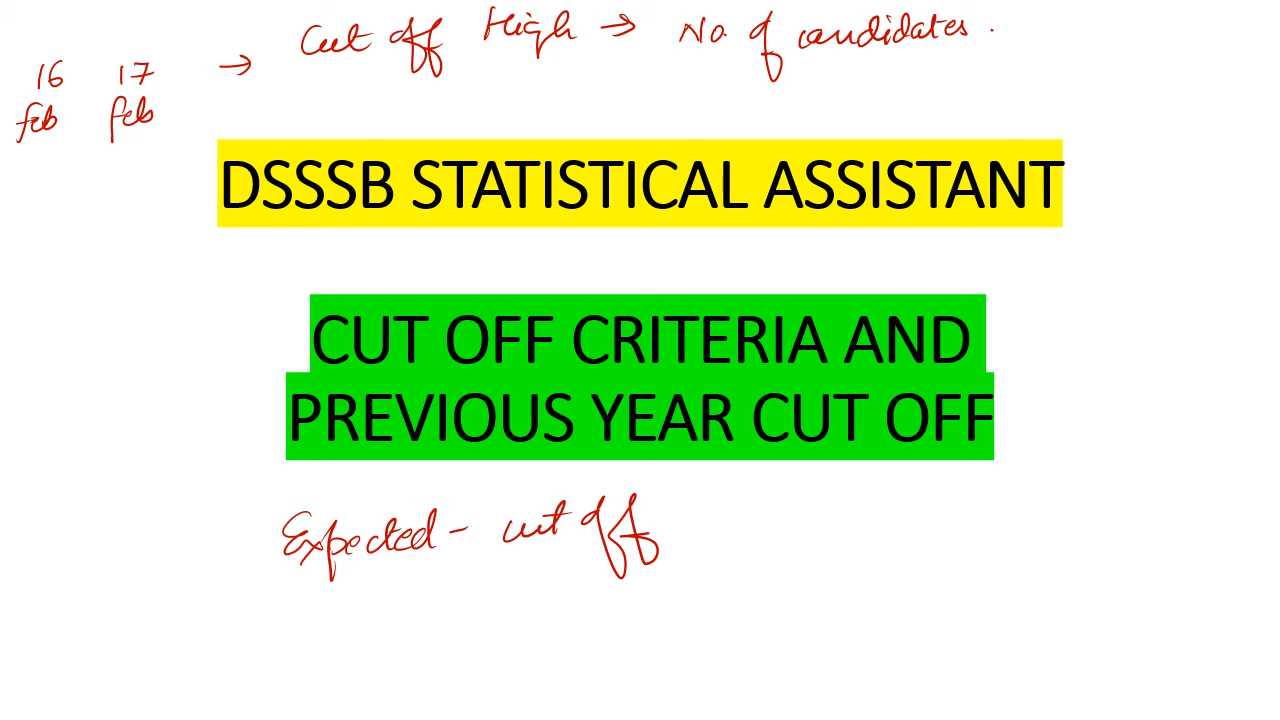 Cut off High → No. of candidates.
16 17 →
feb feb
DSSSB STATISTICAL ASSISTANT
CUT OFF CRITERIA AND
PREVIOUS YEAR CUT OFF
Expected - cut off